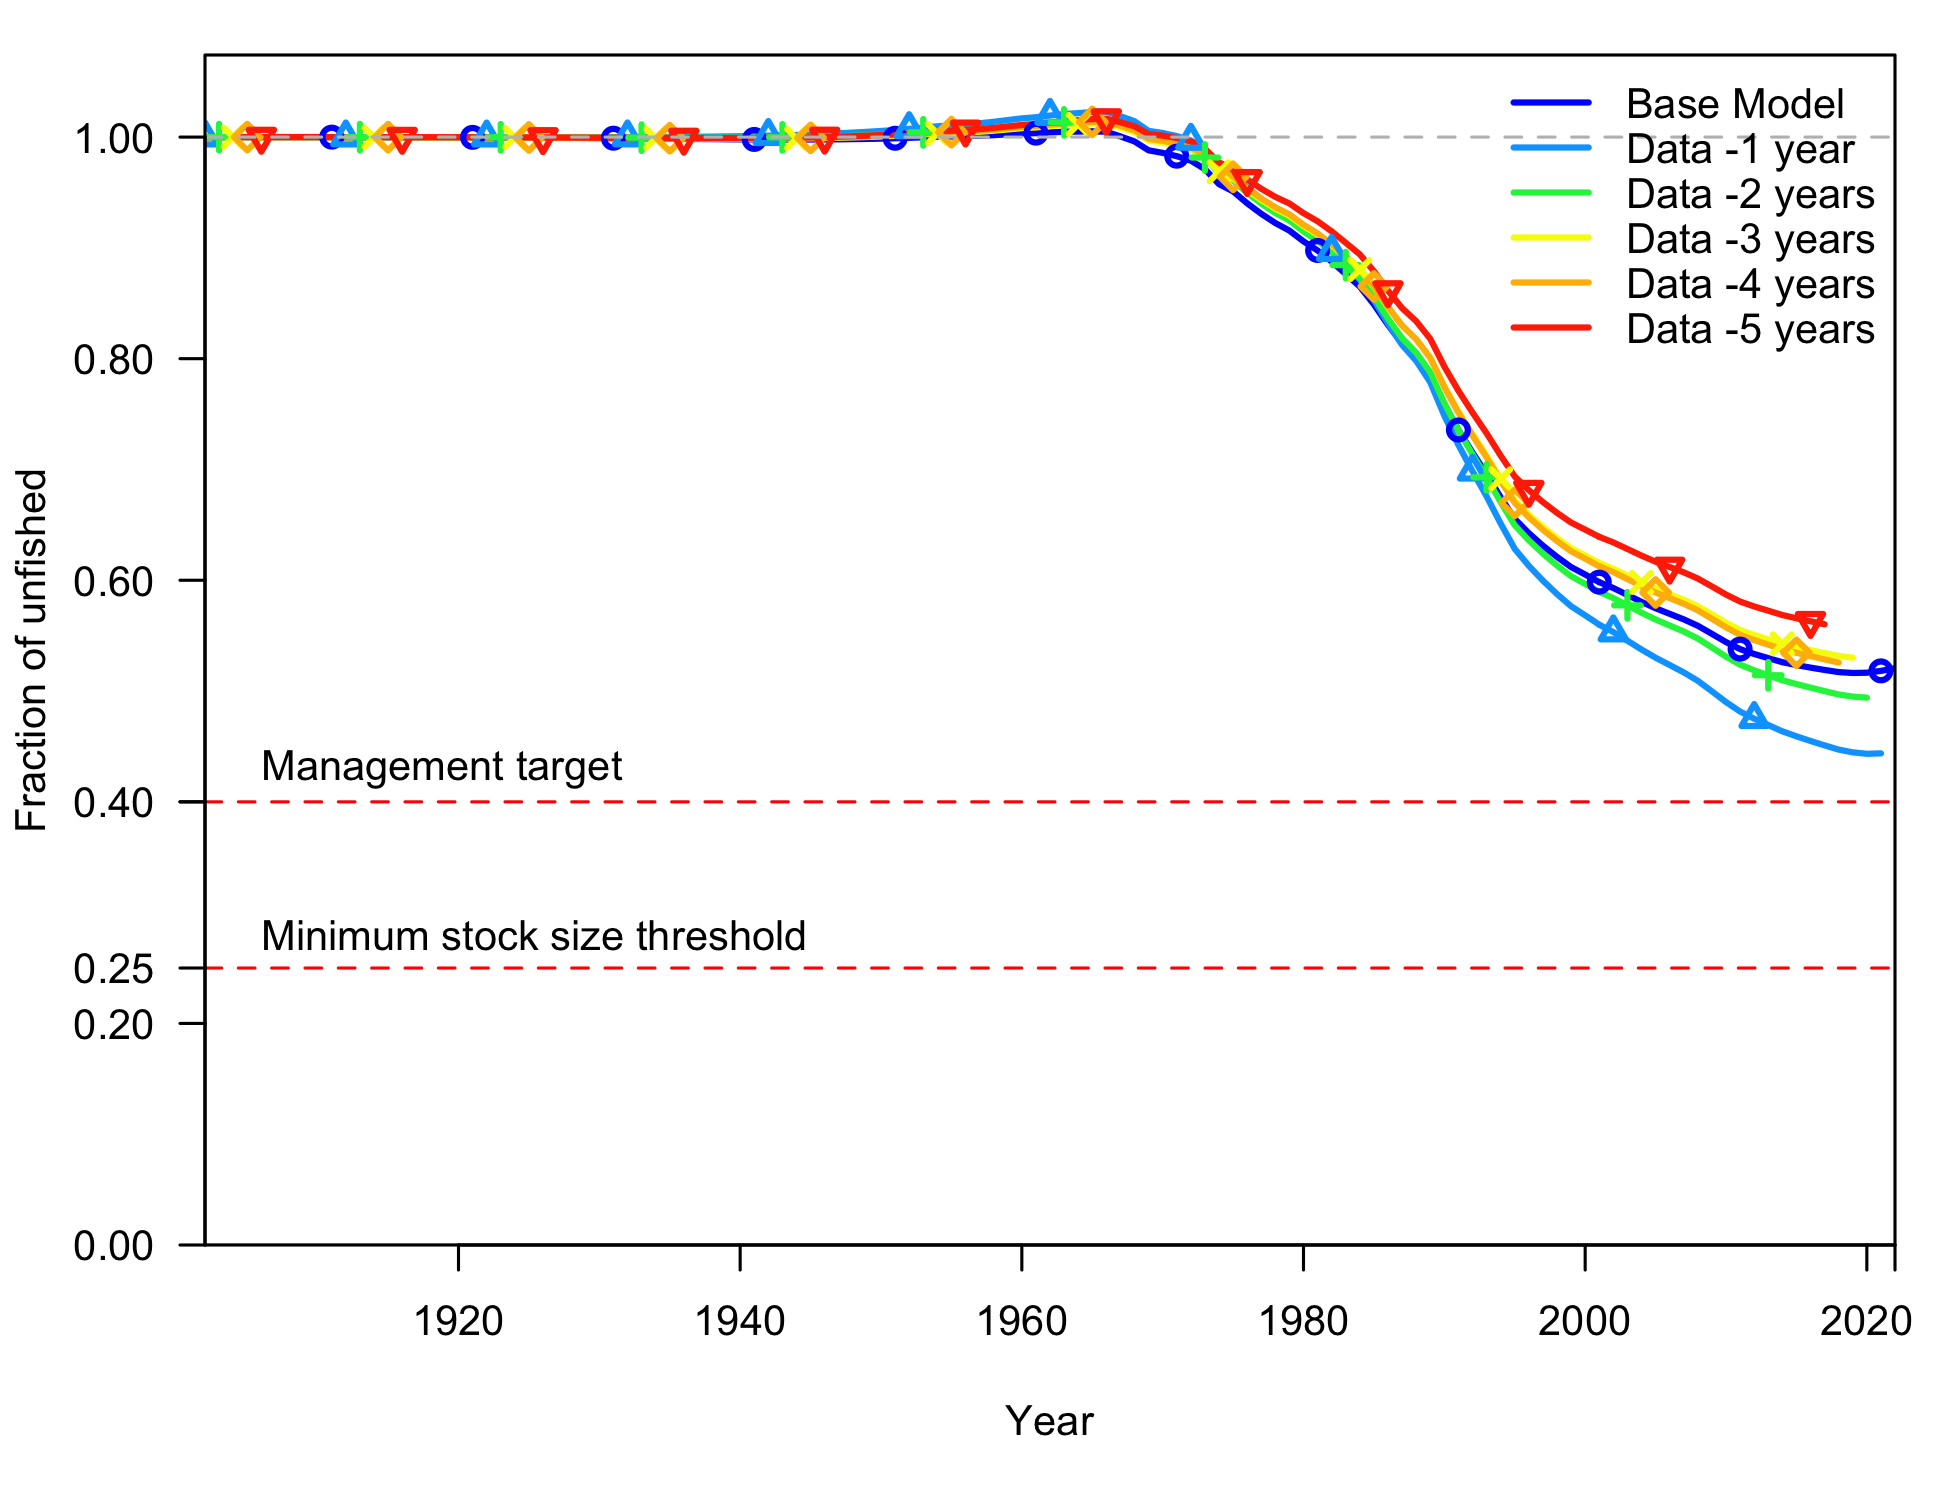 Base Model
Data -1 year
Data -2 years
Data -3 years
Data -4 years
Data -5 years
Fraction of unfished
1.00
0.80
0.60
0.40
0.25
0.20
0.00
Management target
Minimum stock size threshold
1920 1940 1960 1980 2000 2020
Year